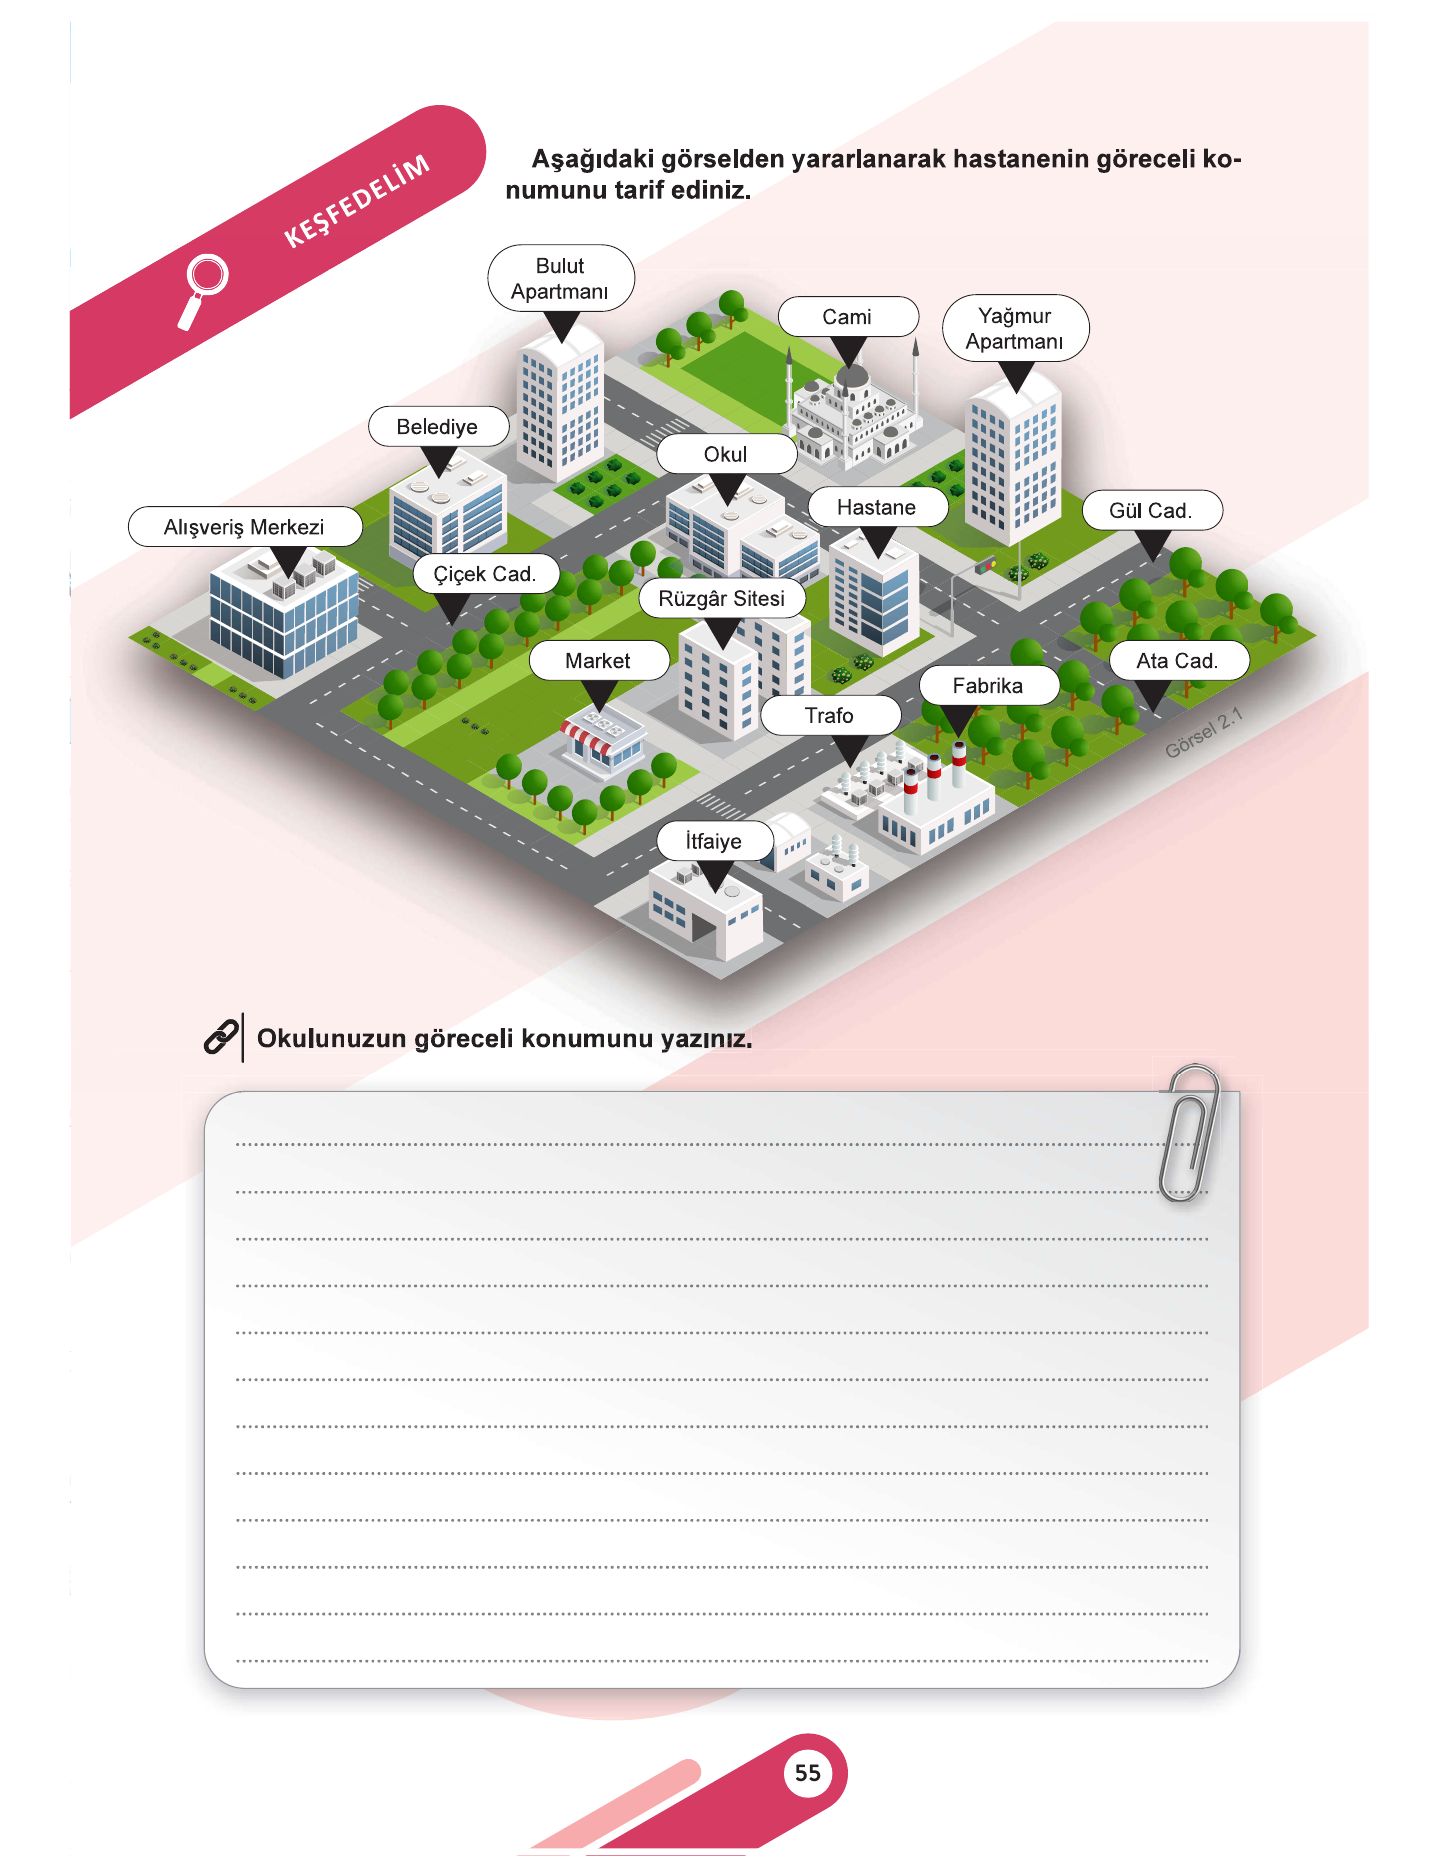 KEŞFEDELİM
Aşağıdaki görselden yararlanarak hastanenin göreceli ko-
numunu tarif ediniz.
Bulut
Apartmanı
Cami
Yağmur
Apartmanı
Belediye
Okul
Hastane
Gül Cad.
Alışveriş Merkezi
Çiçek Cad.
Rüzgâr Sitesi
Market
Ata Cad.
Fabrika
Trafo
Görsel 2.1
İtfaiye
Okulunuzun göreceli konumunu yazınız.
55